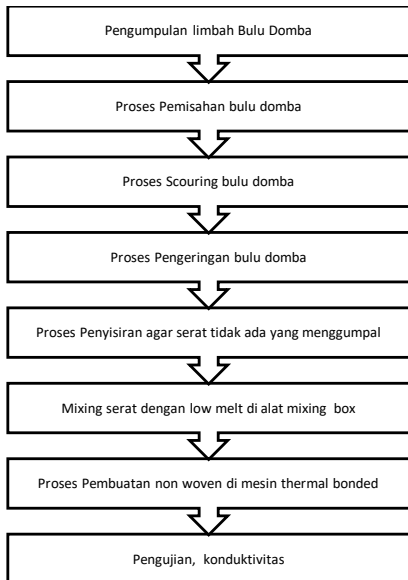 Pengumpulan limbah Bulu Domba
Proses Pemisahan bulu domba
Proses Scouring bulu domba
Proses Pengeringan bulu domba
Proses Penyisiran agar serat tidak ada yang menggumpal
Mixing serat dengan low melt di alat mixing box
Proses Pembuatan non woven di mesin thermal bonded
Pengujian, konduktivitas